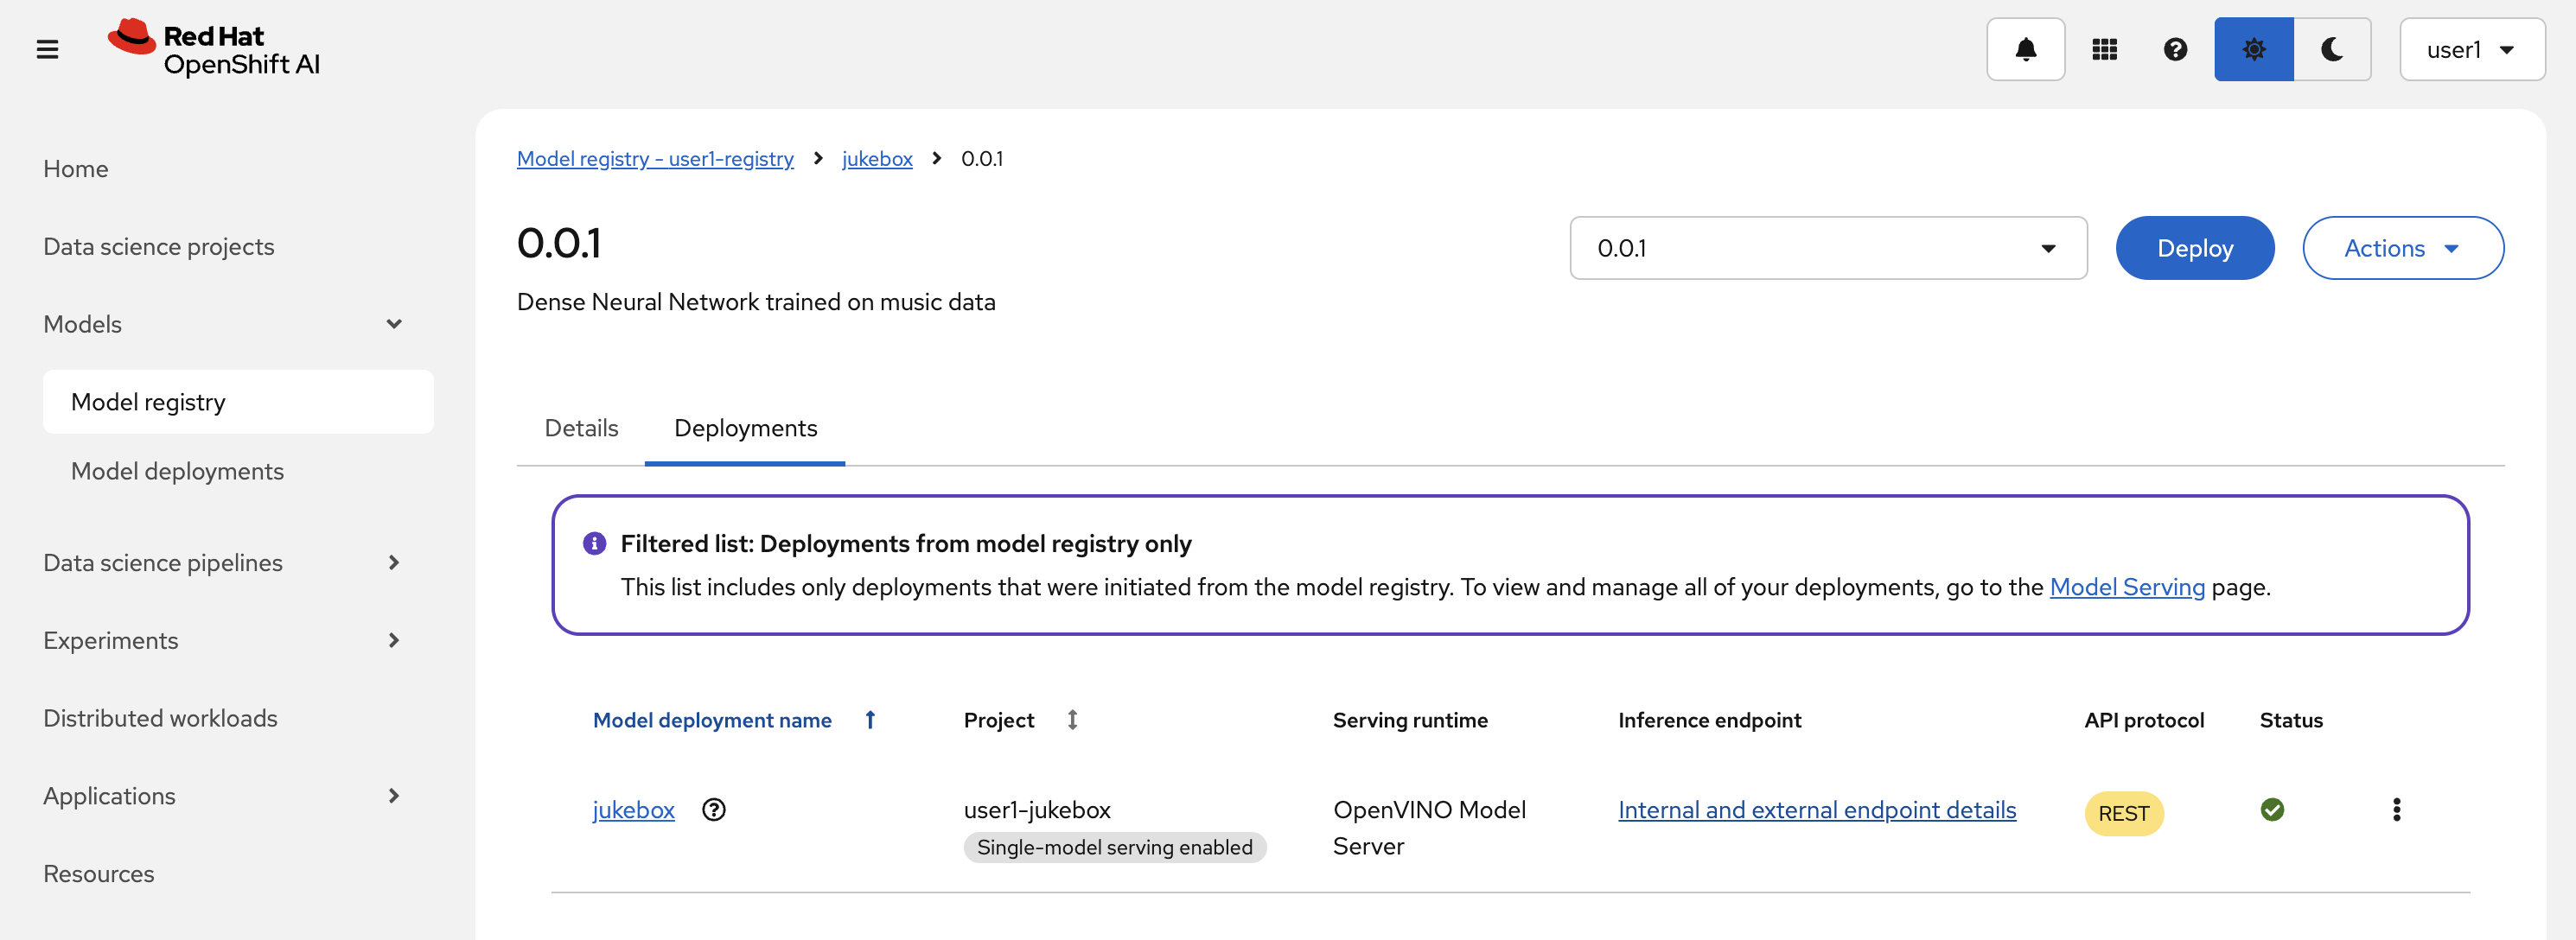 Red Hat
OpenShift AI
user1
Home
Data science projects
Models
Model registry
Model deployments
Data science pipelines
Experiments
Distributed workloads
Applications
Resources
Model registry - user1-registry > jukebox > 0.0.1
0.0.1
Dense Neural Network trained on music data
0.0.1
Deploy
Actions
Details
Deployments
Filtered list: Deployments from model registry only
This list includes only deployments that were initiated from the model registry. To view and manage all of your deployments, go to the Model Serving page.
Model deployment name
Project
Serving runtime
Inference endpoint
API protocol
Status
jukebox
user1-jukebox
Single-model serving enabled
OpenVINO Model
Server
Internal and external endpoint details
REST